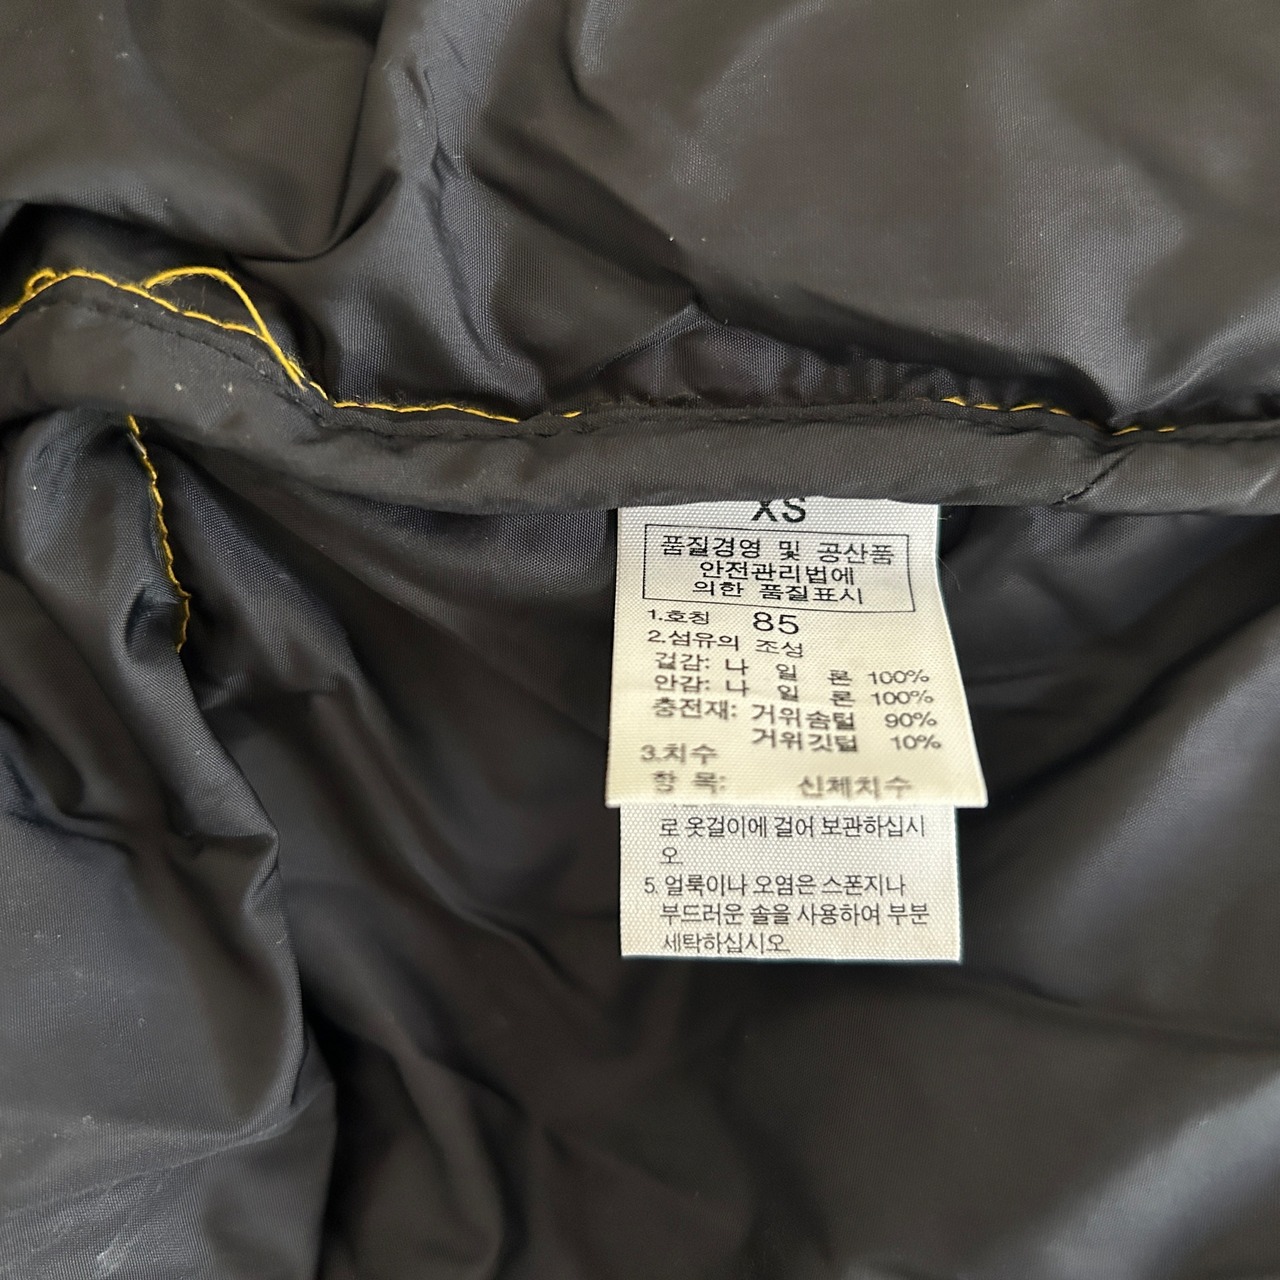 XS
품질경영 및 공산품
안전관리법에
의한 품질표시
1.호칭 85
2.섬유의 조성
겉감: 나 일 론 100%
안감: 나 일 론 100%
충전재: 거위솜털 90%
거위깃털 10%
3.치수
항 목: 신체치수
로 옷걸이에 걸어 보관하십시
오.
5. 얼룩이나 오염은 스폰지나
부드러운 솔을 사용하여 부분
세탁하십시오.